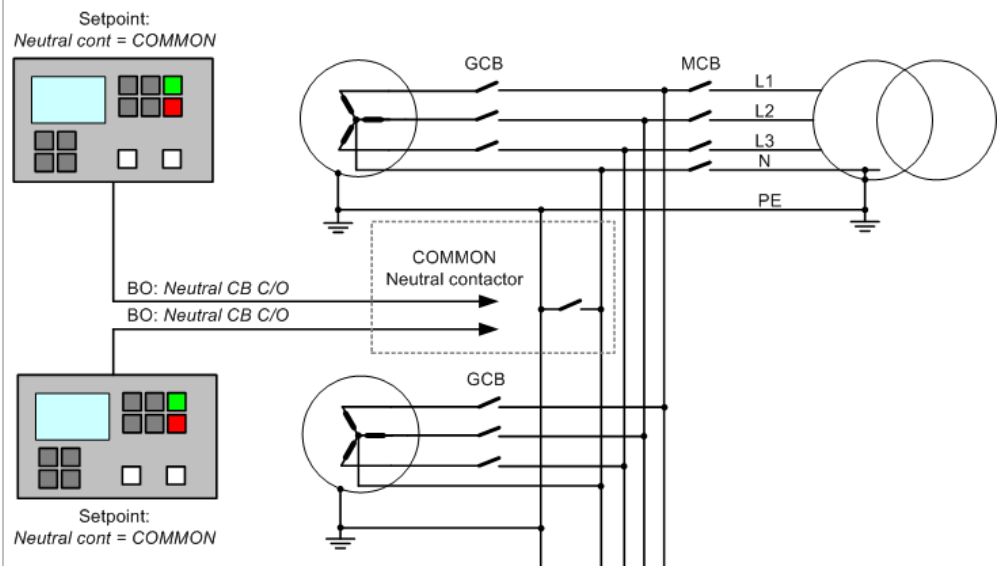 Setpoint:
Neutral cont = COMMON
GCB
MCB
L1
L2
L3
N
PE
COMMON
Neutral contactor
BO: Neutral CB C/O
BO: Neutral CB C/O
GCB
Setpoint:
Neutral cont = COMMON